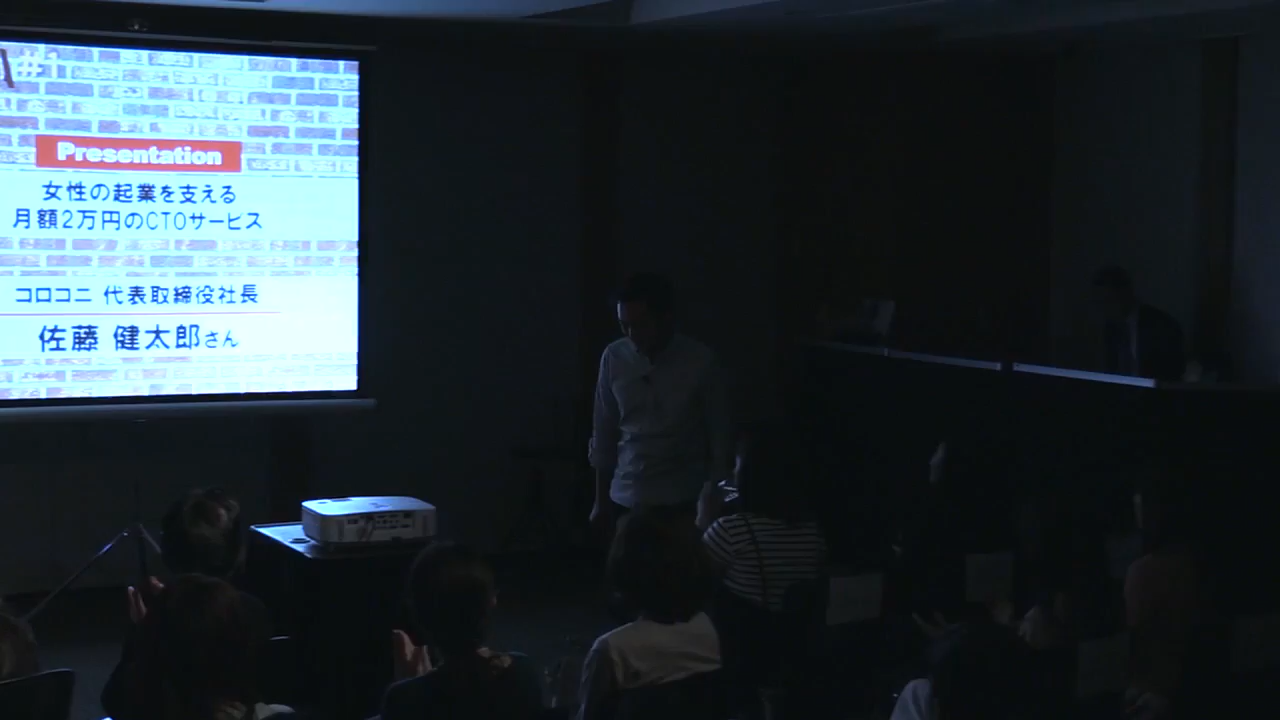 #1
Presentation
女性の起業を支える
月額2万円のCTOサービス
コロコニ 代表取締役社長
佐藤 健太郎さん